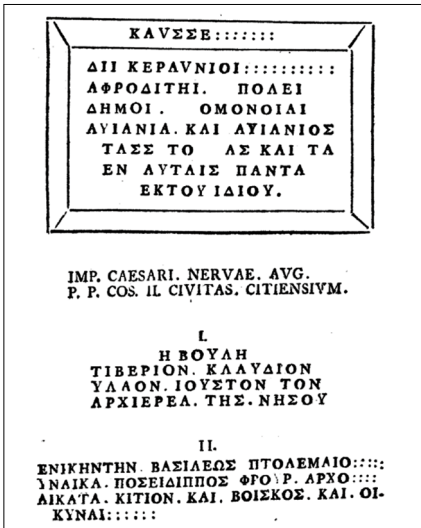 ΚΑΥΣΣΕ:::::::
ΔΙΙ ΚΕΡΑΥΝΙΟΙ::::::::::
ΑΦΡΟΔΙΤΗΙ. ΠΟΛΕΙ
ΔΗΜΟΙ. ΟΜΟΝΟΙΑΙ
ΑΥΙΑΝΙΑ. ΚΑΙ ΑΥΙΑΝΙΟΣ
ΤΑΣΣ ΤΟ ΑΣ ΚΑΙ ΤΑ
ΕΝ ΑΥΤΑΙΣ ΠΑΝΤΑ
ΕΚΤΟΥ ΙΔΙΟΥ.
IMP. CAESARI. NERVAE. AVG.
P. P. COS. II. CIVITAS. CITIENSIVM.
I.
Η ΒΟΥΛΗ
ΤΙΒΕΡΙΟΝ. ΚΛΑΥΔΙΟΝ
ΥΛΛΟΝ. ΙΟΥΣΤΟΝ ΤΟΝ
ΑΡΧΙΕΡΕΑ. ΤΗΣ. ΝΗΣΟΥ
II.
ΕΝΙΚΗΝΤΗΝ. ΒΑΣΙΛΕΩΣ ΠΤΟΛΕΜΑΙΟ:::::
ΥΝΑΙΚΑ. ΠΟΣΕΙΔΙΠΠΟΣ ΦΡΟΥΡ. ΑΡΧΟ::::
ΑΙΚΑΤΑ. ΚΙΤΙΟΝ. ΚΑΙ. ΒΟΙΣΚΟΣ. ΚΑΙ. ΟΙ-
ΚΥΝΑΙ::::::